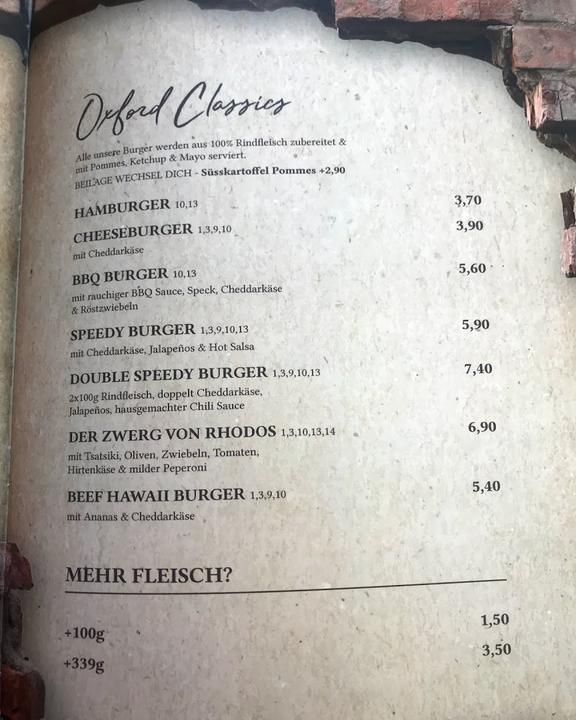 Oxford Classics
Alle unsere Burger werden aus 100% Rindfleisch zubereitet &
mit Pommes, Ketchup & Mayo serviert.
BEILAGE WECHSEL DICH - Süsskartoffel Pommes +2,90
HAMBURGER 10,13 3,70
CHEESEBURGER 1,3,9,10 3,90
mit Cheddarkäse
BBQ BURGER 10,13 5,60
mit rauchiger BBQ Sauce, Speck, Cheddarkäse
& Röstzwiebeln
SPEEDY BURGER 1,3,9,10,13 5,90
mit Cheddarkäse, Jalapeños & Hot Salsa
DOUBLE SPEEDY BURGER 1,3,9,10,13 7,40
2x100g Rindfleisch, doppelt Cheddarkäse,
Jalapeños, hausgemachter Chili Sauce
DER ZWERG VON RHODOS 1,3,10,13,14 6,90
mit Tsatsiki, Oliven, Zwiebeln, Tomaten,
Hirtenkäse & milder Peperoni
BEEF HAWAII BURGER 1,3,9,10 5,40
mit Ananas & Cheddarkäse
MEHR FLEISCH?
+100g 1,50
+339g 3,50